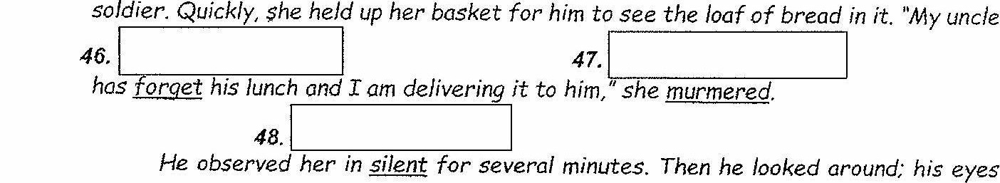 soldier. Quickly, she held up her basket for him to see the loaf of bread in it. "My uncle
46. 47.
has forget his lunch and I am delivering it to him," she murmered.
48.
He observed her in silent for several minutes. Then he looked around; his eyes